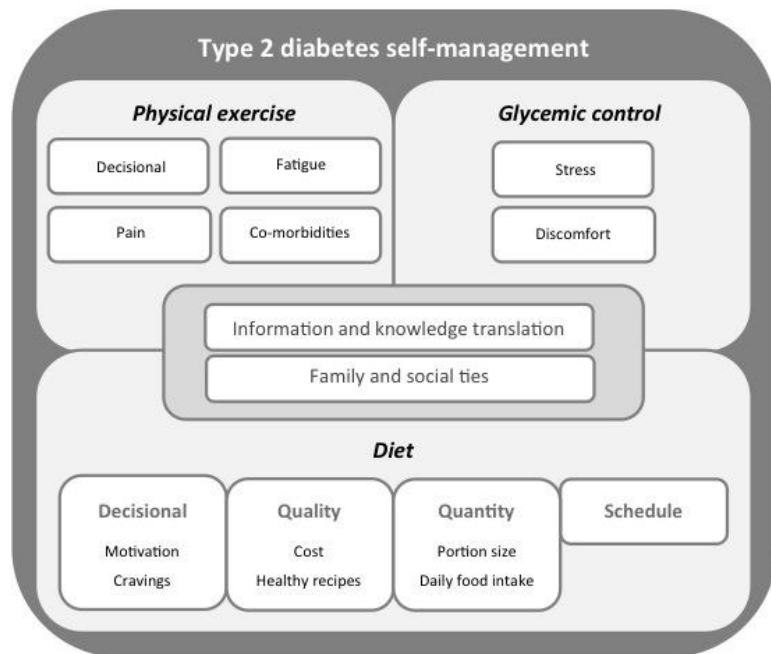 Type 2 diabetes self-management
Physical exercise
Decisional
Fatigue
Pain
Co-morbidities
Glycemic control
Stress
Discomfort
Information and knowledge translation
Family and social ties
Diet
Decisional
Motivation
Cravings
Quality
Cost
Healthy recipes
Quantity
Portion size
Daily food intake
Schedule